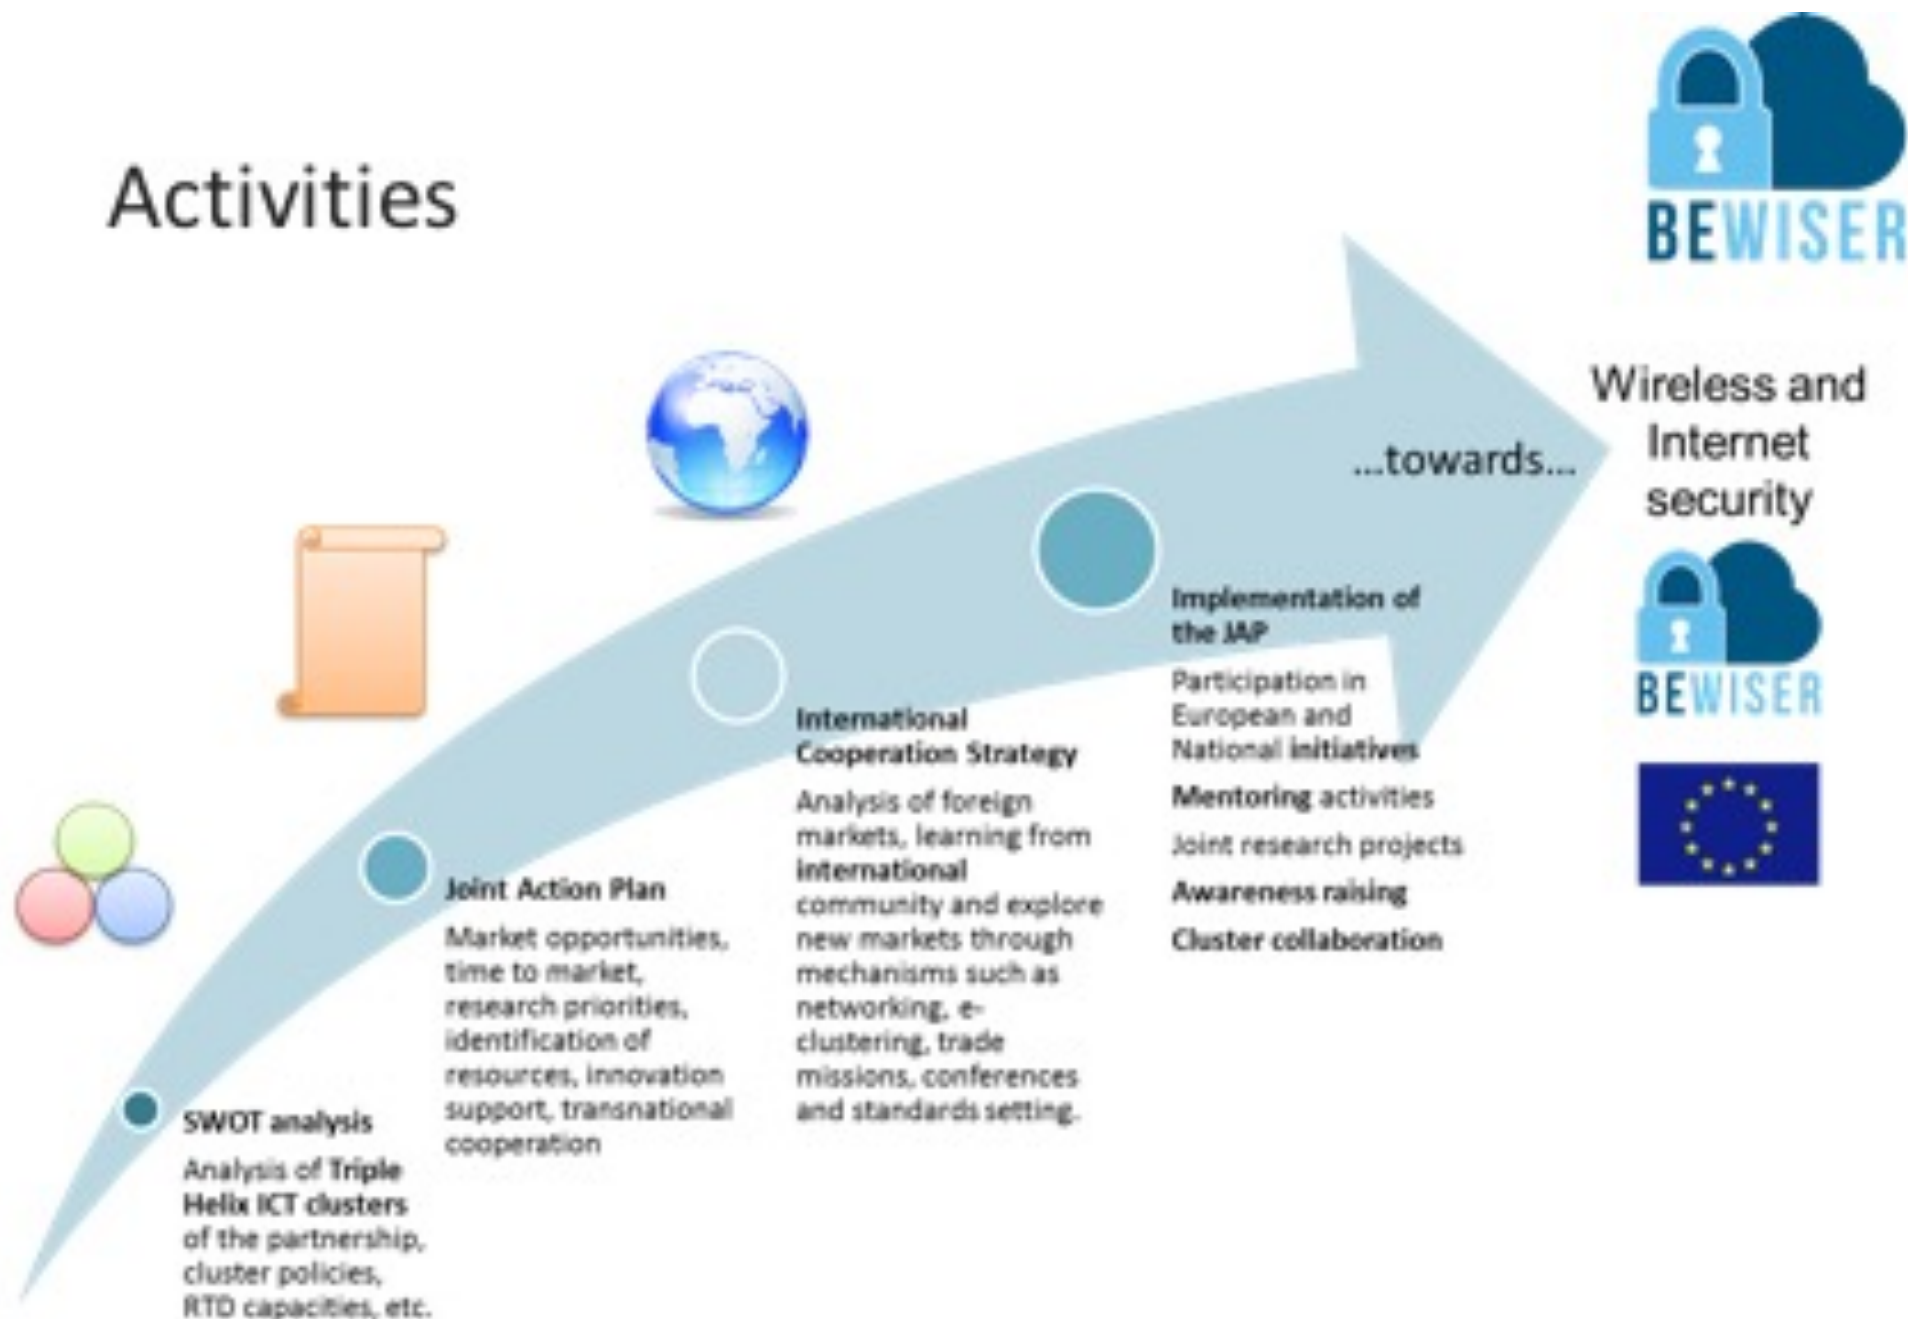 Activities
BEWISER
...towards...
Wireless and
Internet
security
BEWISER
SWOT analysis
Analysis of Triple
Helix ICT clusters
of the partnership,
cluster policies,
RTD capacities, etc.
Joint Action Plan
Market opportunities,
time to market,
research priorities,
identification of
resources, innovation
support, transnational
cooperation
International
Cooperation Strategy
Analysis of foreign
markets, learning from
international
community and explore
new markets through
mechanisms such as
networking, e-
clustering, trade
missions, conferences
and standards setting.
Implementation of
the JAP
Participation in
European and
National initiatives
Mentoring activities
Joint research projects
Awareness raising
Cluster collaboration